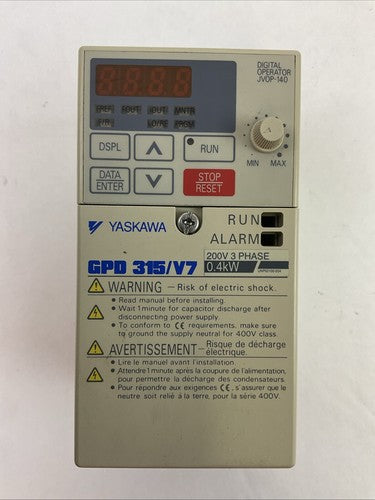 DIGITAL
OPERATOR
JVOP-140
8.8.8.8
FREF FOUT IOUT MNTR
F/R LO/RE PRGM
DSPL
RUN
MIN MAX
DATA
ENTER
STOP
RESET
YASKAWA
RUN
ALARM
GPD 315/V7
200V 3 PHASE
0.4kW
WARNING – Risk of electric shock.
• Read manual before installing.
• Wait 1 minute for capacitor discharge after
disconnecting power supply.
• To conform to CE requirements, make sure
to ground the supply neutral for 400V class.
AVERTISSEMENT – Risque de décharge
électrique.
• Lire le manuel avant l'installation.
• Attendre 1 minute après la coupure de l'alimentation,
pour permettre la décharge des condensateurs.
• Pour répondre aux exigences CE, s'assurer que le
neutre soit relié à la terre, pour la série 400V.